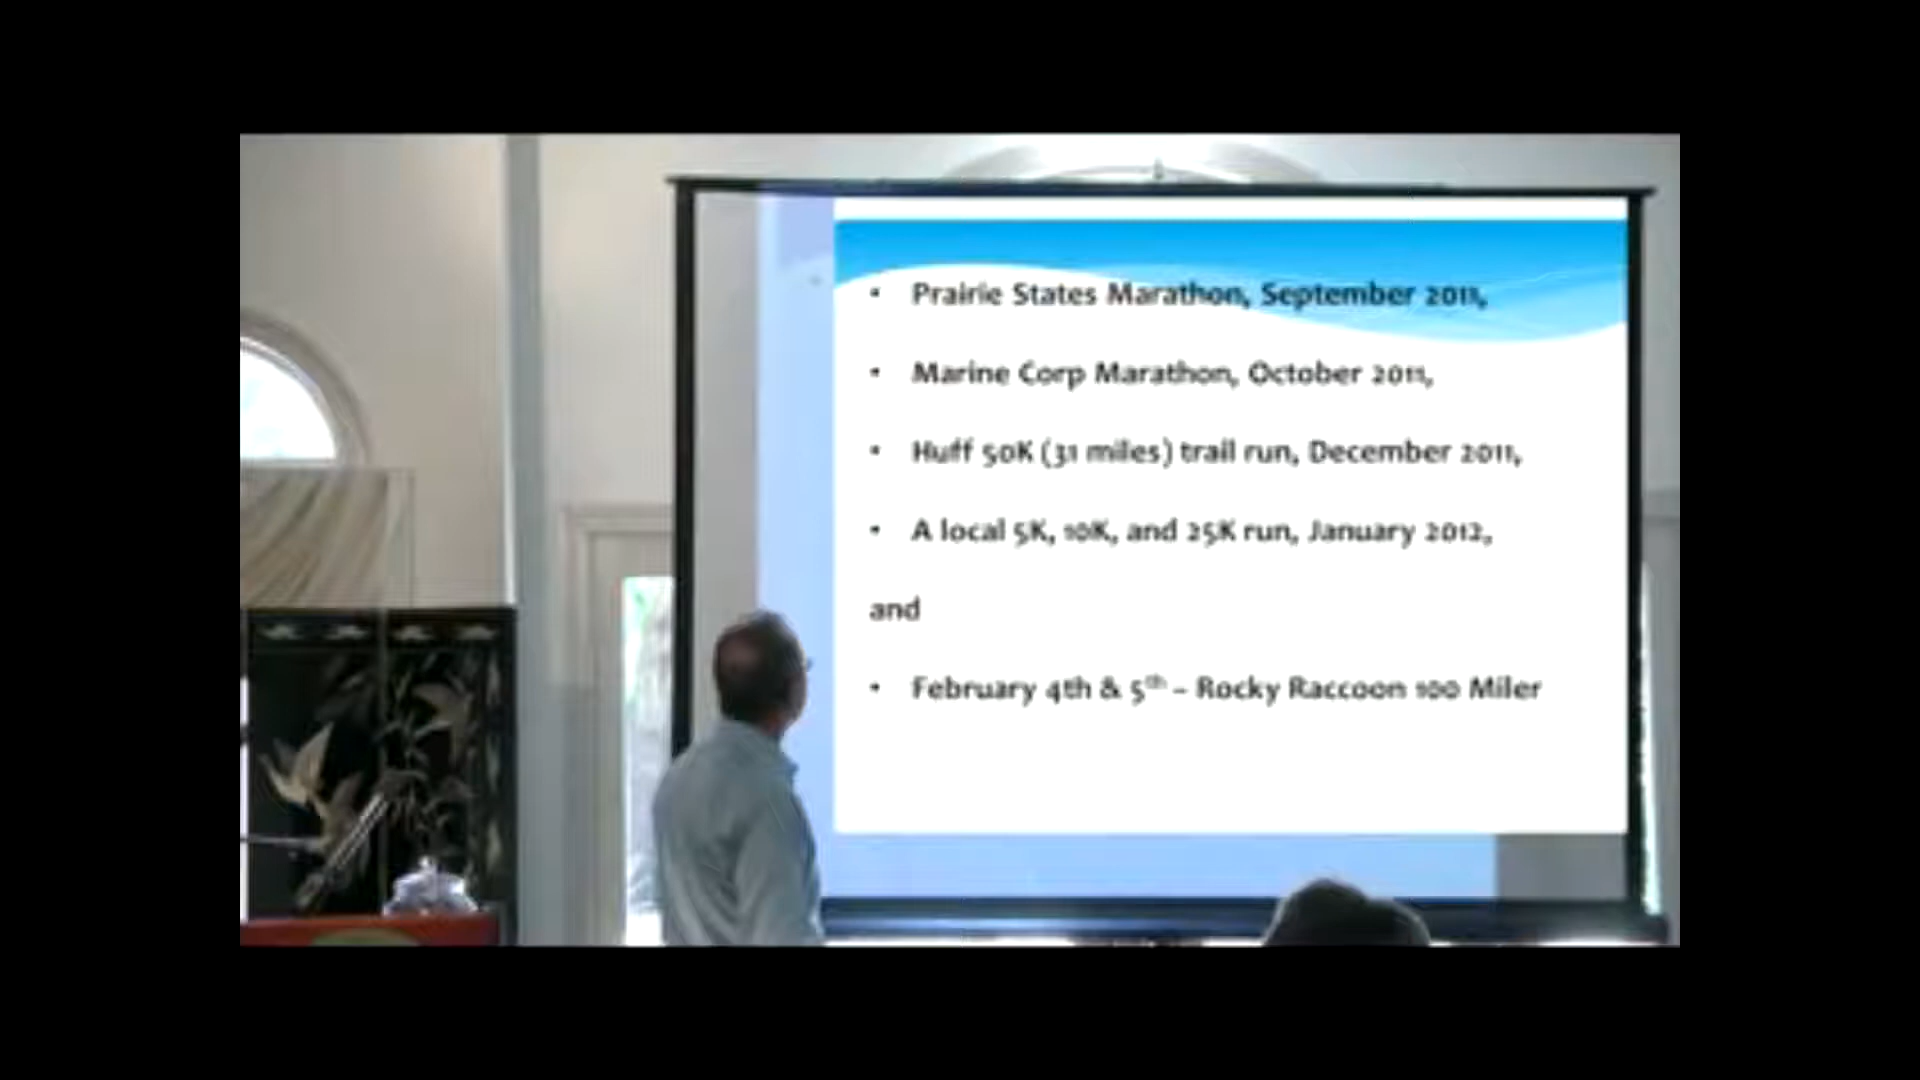 • Prairie States Marathon, September 2011,
• Marine Corp Marathon, October 2011,
• Huff 50K (31 miles) trail run, December 2011,
• A local 5K, 10K, and 25K run, January 2012,
and
• February 4th & 5th – Rocky Raccoon 100 Miler